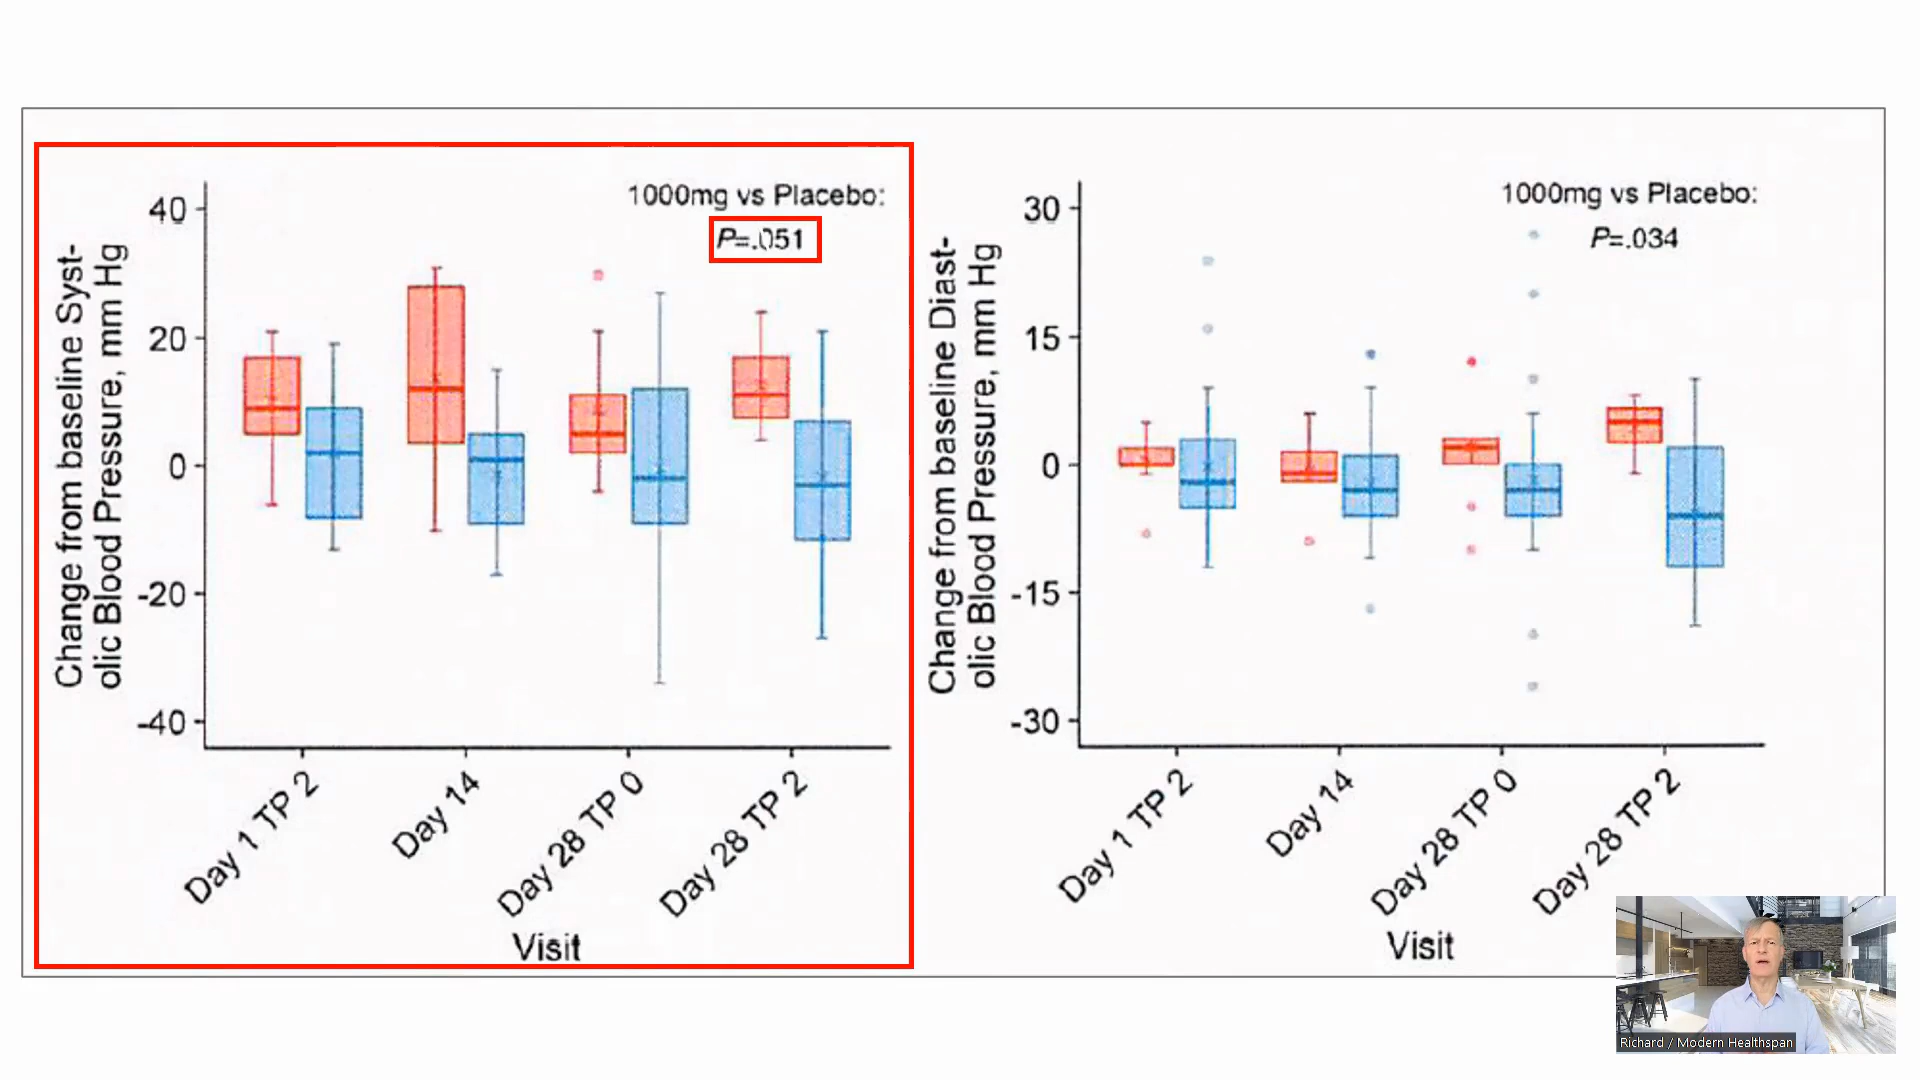 Change from baseline Syst-
olic Blood Pressure, mm Hg
40
20
0
-20
-40
1000mg vs Placebo:
P=.051
Day 1 TP 2
Day 14
Day 28 TP 0
Day 28 TP 2
Visit
Change from baseline Diast-
olic Blood Pressure, mm Hg
30
15
0
-15
-30
1000mg vs Placebo:
P=.034
Day 1 TP 2
Day 14
Day 28 TP 0
Day 28 TP 2
Visit
Richard / Modern Healthspan